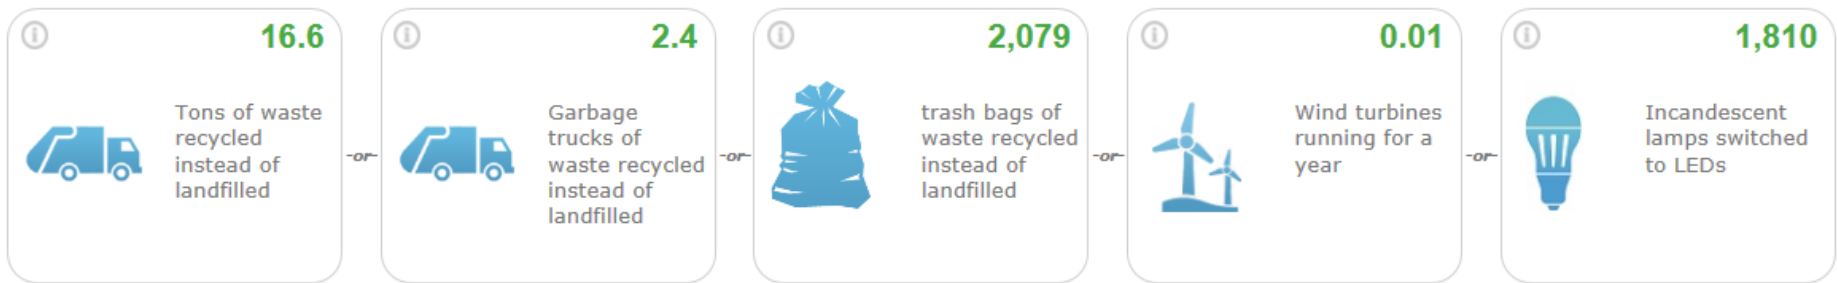 16.6
Tons of waste
recycled
instead of
landfilled
-or-
2.4
Garbage
trucks of
waste recycled
instead of
landfilled
-or-
2,079
trash bags of
waste recycled
instead of
landfilled
-or-
0.01
Wind turbines
running for a
year
-or-
1,810
Incandescent
lamps switched
to LEDs